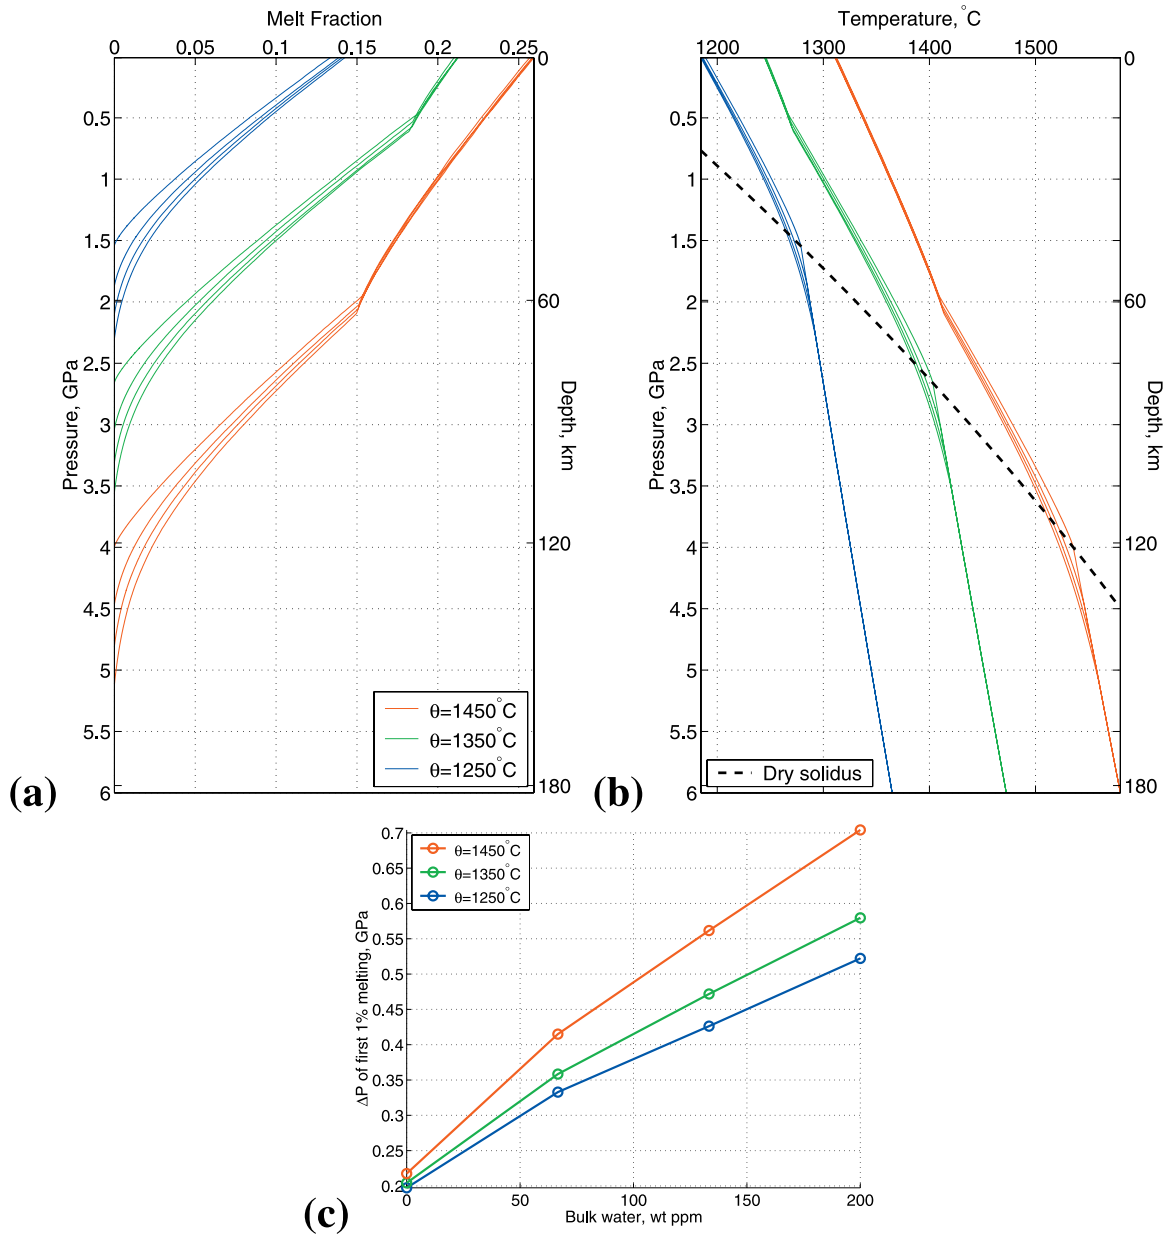 Melt Fraction
0 0.05 0.1 0.15 0.2 0.25
0
0.5
1
1.5
2
2.5
3
3.5
4
4.5
5
5.5
6
Pressure, GPa
60
120
180
Depth, km
θ=1450°C
θ=1350°C
θ=1250°C
(a)
Temperature, °C
1200 1300 1400 1500
0
0.5
1
1.5
2
2.5
3
3.5
4
4.5
5
5.5
6
Pressure, GPa
60
120
180
Depth, km
Dry solidus
(b)
0.7
0.65
0.6
0.55
0.5
0.45
0.4
0.35
0.3
0.25
0.2
ΔP of first 1% melting, GPa
θ=1450°C
θ=1350°C
θ=1250°C
0 50 100 150 200
Bulk water, wt ppm
(c)